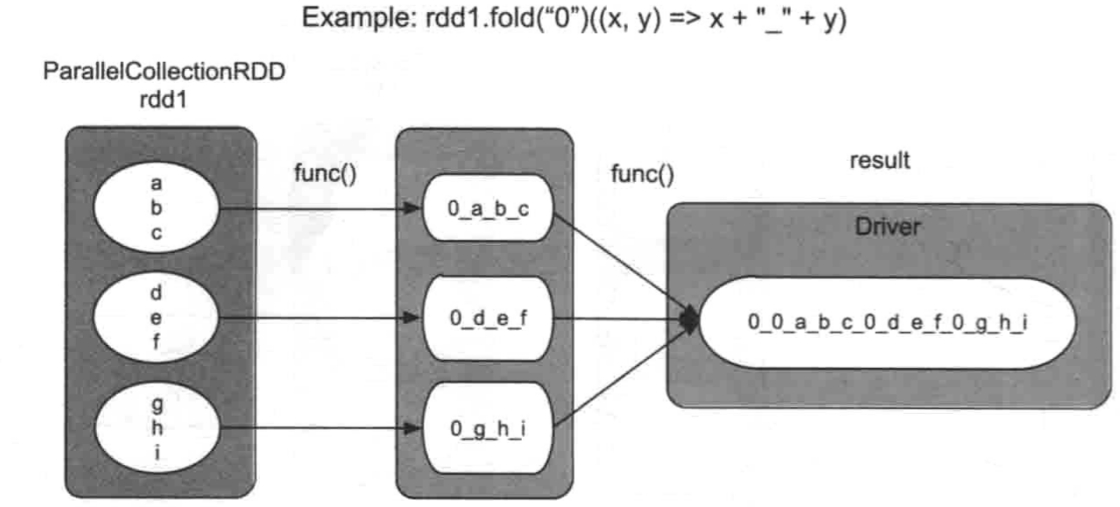 Example: rdd1.fold(“0”)((x, y) => x + "_" + y)
ParallelCollectionRDD
rdd1
func()
func()
result
a
b
c
0_a_b_c
Driver
d
e
f
0_d_e_f
0_0_a_b_c_0_d_e_f_0_g_h_i
g
h
i
0_g_h_i